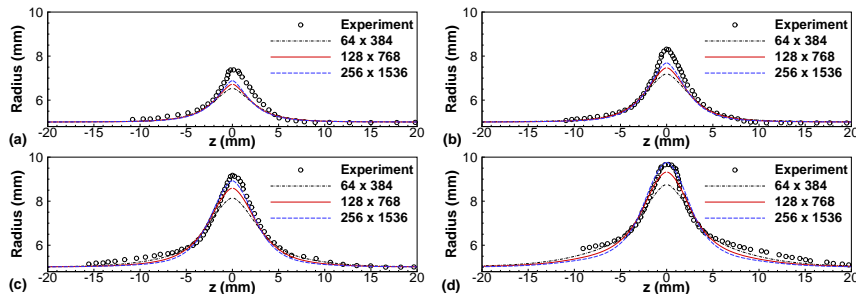 Radius (mm)
10
8
6
Experiment
64 x 384
128 x 768
256 x 1536
(a)
-20 -15 -10 -5 0 5 10 15 20
z (mm)
Radius (mm)
10
8
6
Experiment
64 x 384
128 x 768
256 x 1536
(b)
-20 -15 -10 -5 0 5 10 15 20
z (mm)
Radius (mm)
10
8
6
Experiment
64 x 384
128 x 768
256 x 1536
(c)
-20 -15 -10 -5 0 5 10 15 20
z (mm)
Radius (mm)
10
8
6
Experiment
64 x 384
128 x 768
256 x 1536
(d)
-20 -15 -10 -5 0 5 10 15 20
z (mm)